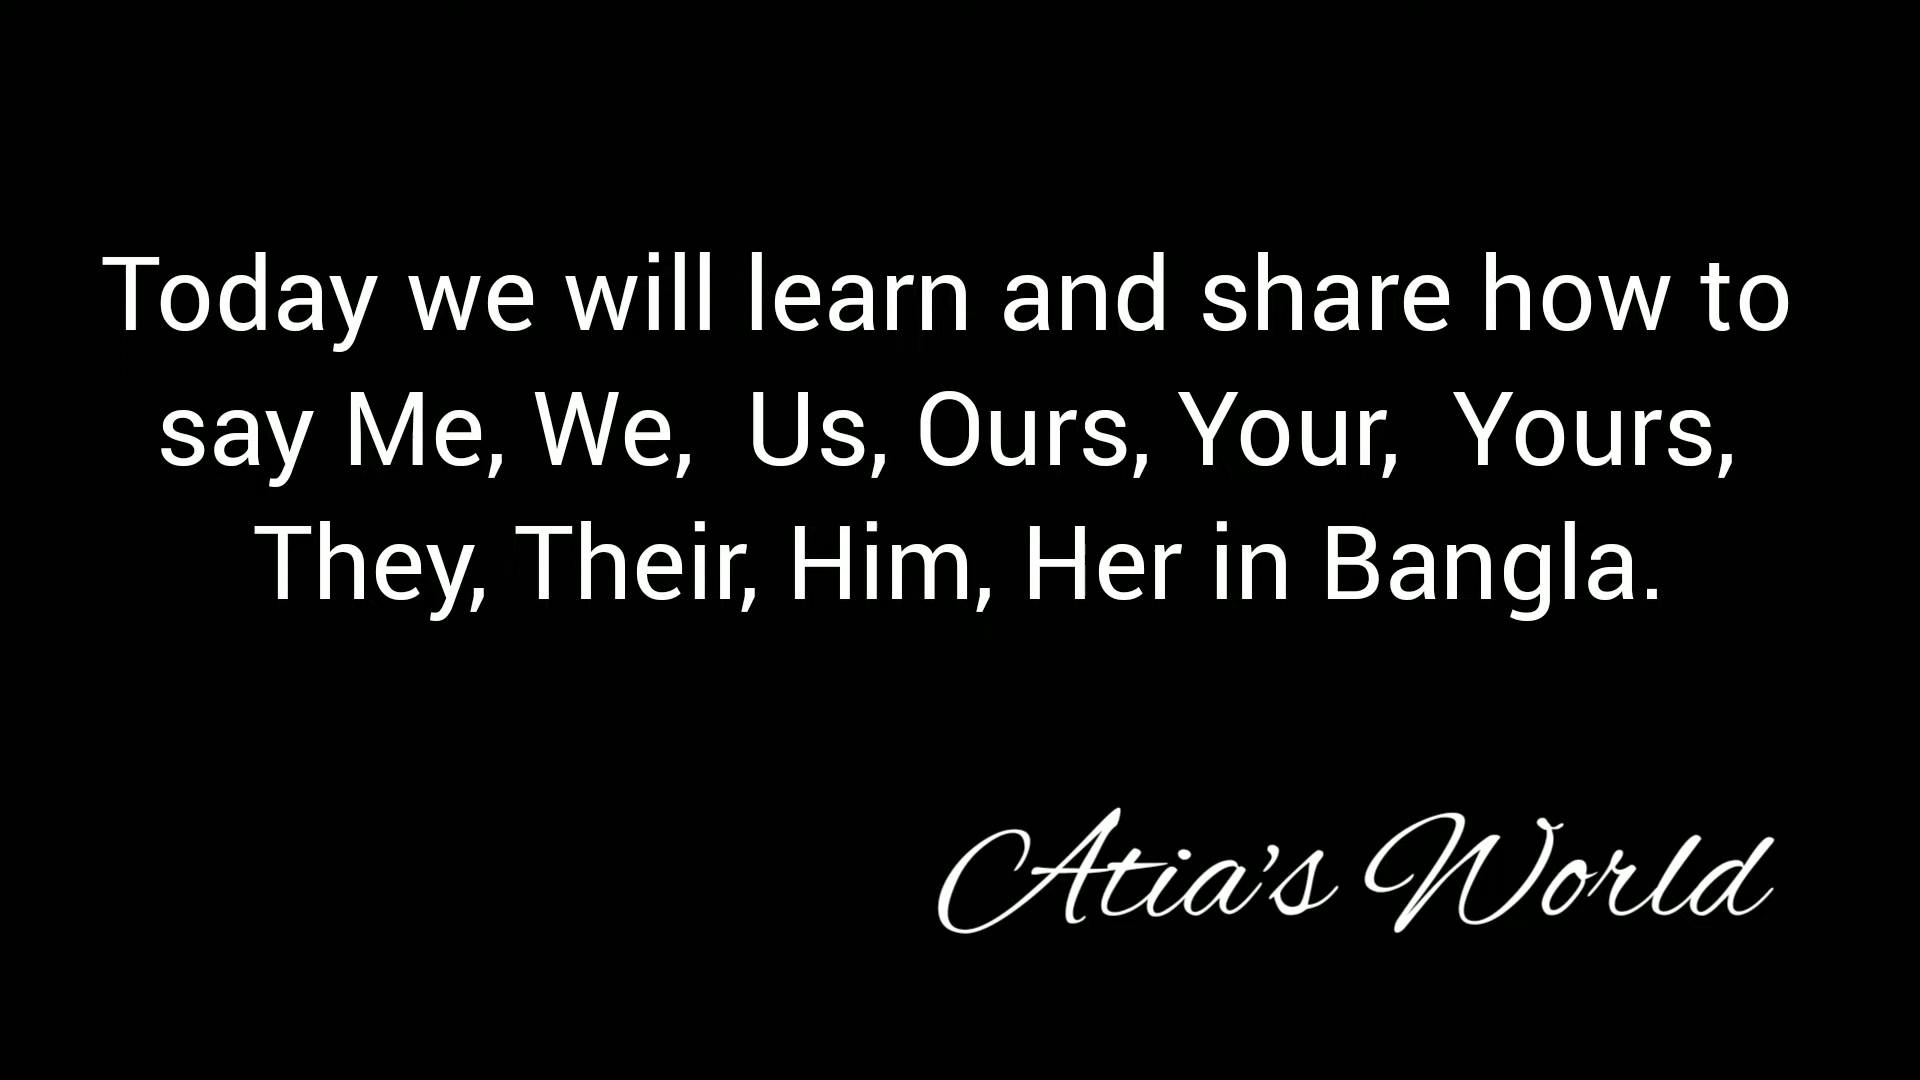 Today we will learn and share how to
say Me, We, Us, Ours, Your, Yours,
They, Their, Him, Her in Bangla.
Atia's World